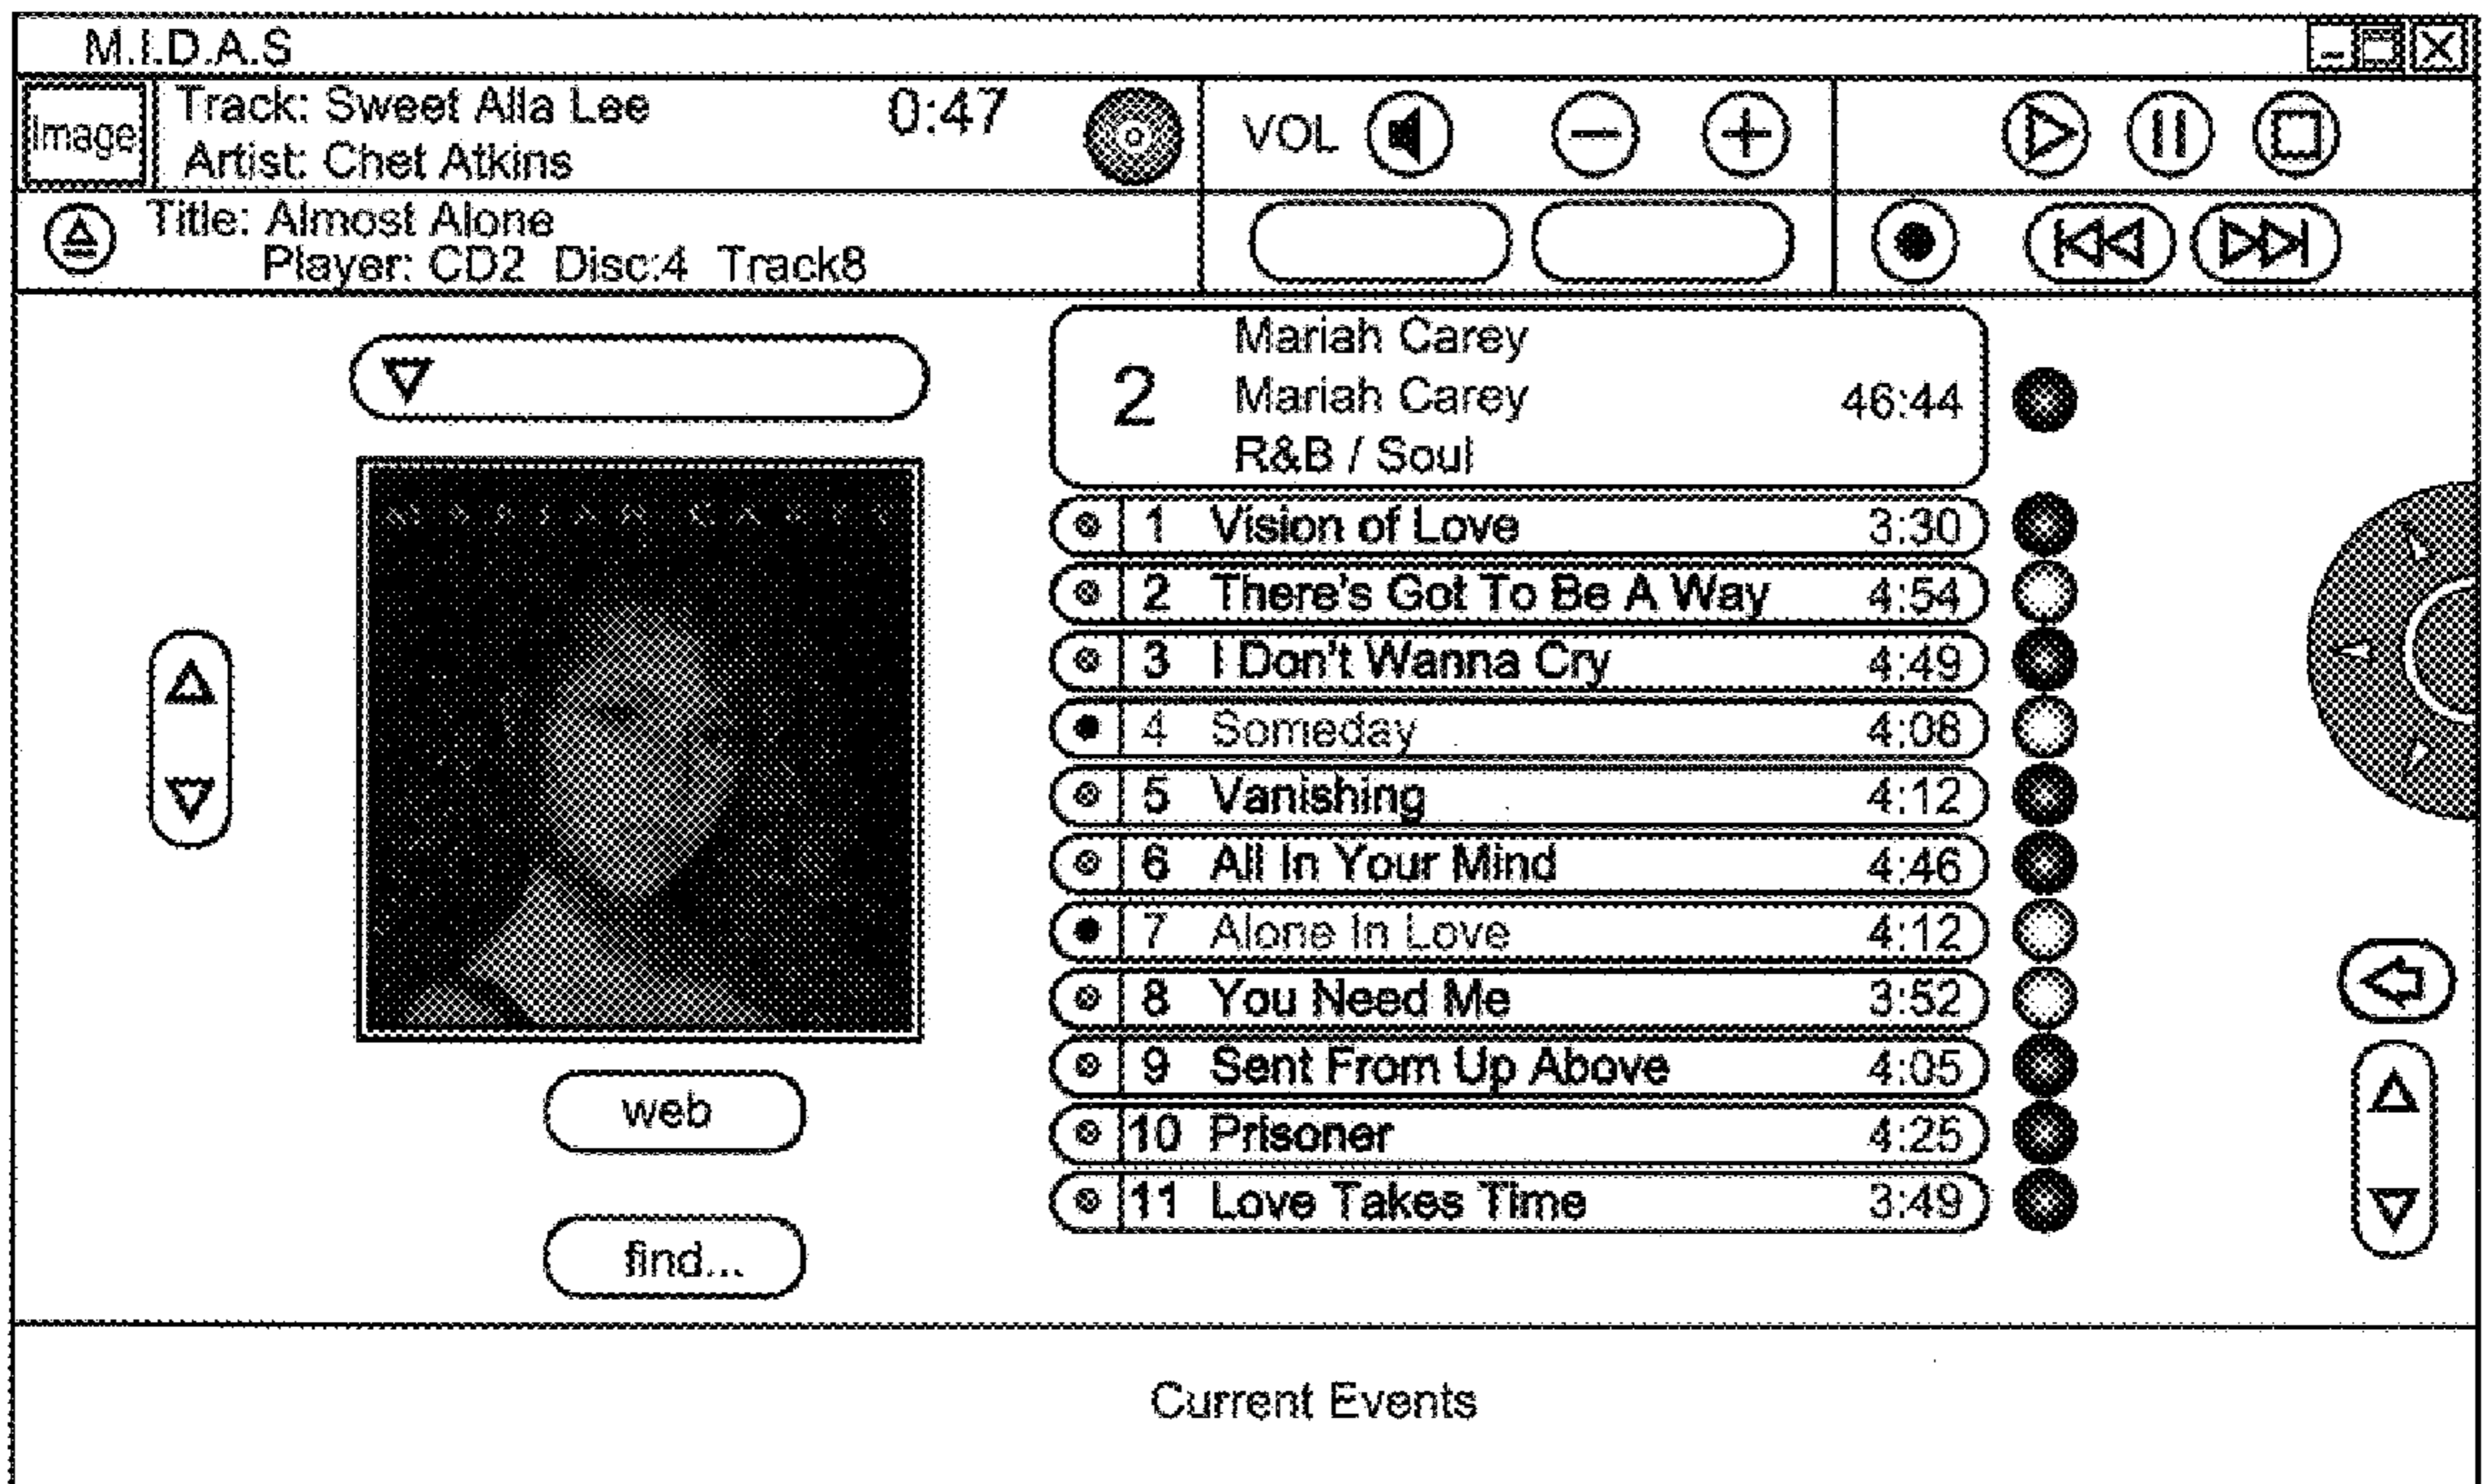 M.I.D.A.S
Image
Track: Sweet Alla Lee 0:47
Artist: Chet Atkins
VOL
Title: Almost Alone
Player: CD2 Disc:4 Track8
Mariah Carey
2 Mariah Carey 46:44
R&B / Soul
MARIAH CAREY
1 Vision of Love 3:30
2 There's Got To Be A Way 4:54
3 I Don't Wanna Cry 4:49
4 Someday 4:08
5 Vanishing 4:12
6 All In Your Mind 4:46
7 Alone In Love 4:12
8 You Need Me 3:52
9 Sent From Up Above 4:05
10 Prisoner 4:25
11 Love Takes Time 3:49
web
find...
Current Events